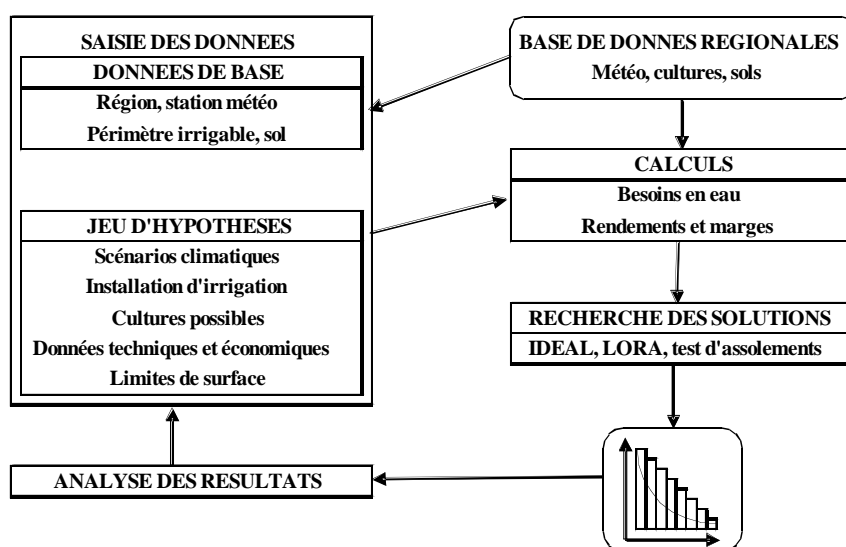 SAISIE DES DONNEES
DONNEES DE BASE
Région, station météo
Périmètre irrigable, sol
JEU D'HYPOTHESES
Scénarios climatiques
Installation d'irrigation
Cultures possibles
Données techniques et économiques
Limites de surface
BASE DE DONNES REGIONALES
Météo, cultures, sols
CALCULS
Besoins en eau
Rendements et marges
RECHERCHE DES SOLUTIONS
IDEAL, LORA, test d'assolements
ANALYSE DES RESULTATS